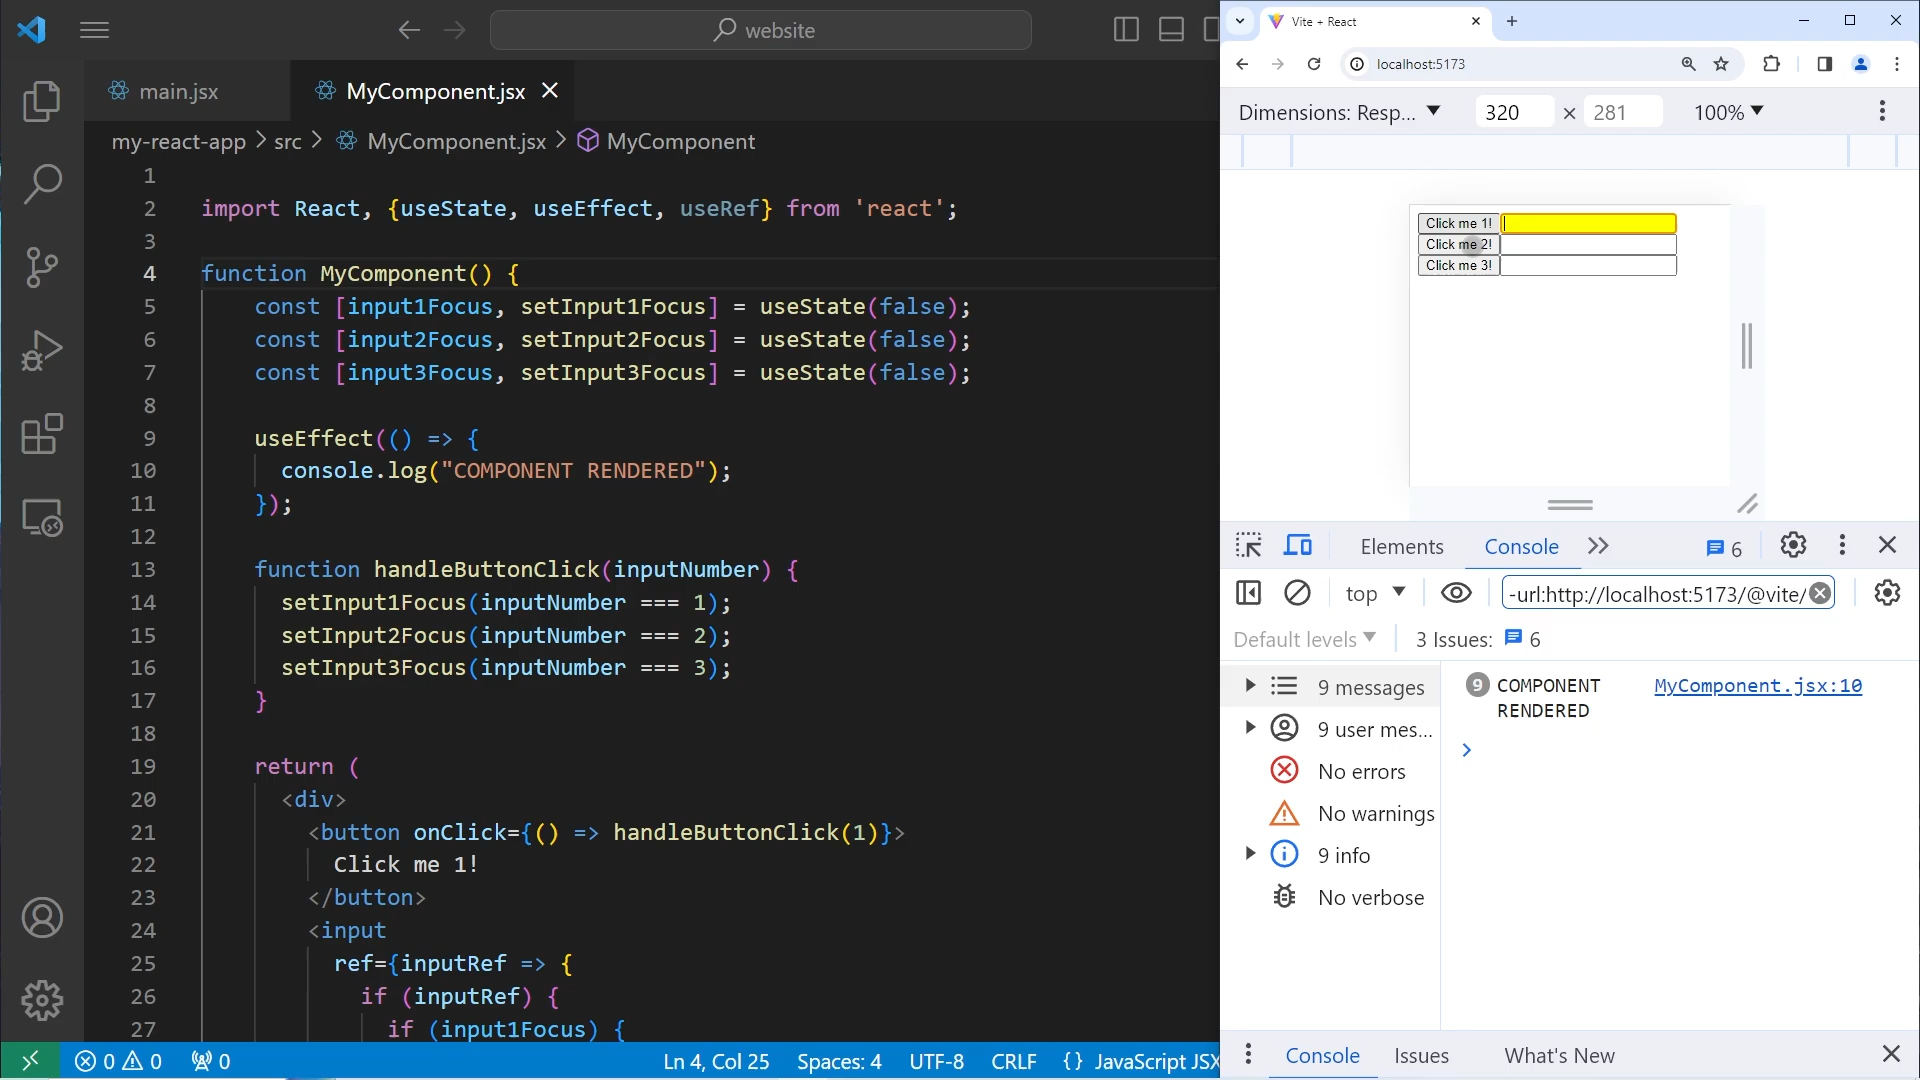 website
main.jsx
MyComponent.jsx
my-react-app > src > MyComponent.jsx > MyComponent
1
2 import React, {useState, useEffect, useRef} from 'react';
3
4 function MyComponent() {
5 const [input1Focus, setInput1Focus] = useState(false);
6 const [input2Focus, setInput2Focus] = useState(false);
7 const [input3Focus, setInput3Focus] = useState(false);
8
9 useEffect(() => {
10 console.log("COMPONENT RENDERED");
11 });
12
13 function handleButtonClick(inputNumber) {
14 setInput1Focus(inputNumber === 1);
15 setInput2Focus(inputNumber === 2);
16 setInput3Focus(inputNumber === 3);
17 }
18
19 return (
20 <div>
21 <button onClick={() => handleButtonClick(1)}>
22 Click me 1!
23 </button>
24 <input
25 ref={inputRef => {
26 if (inputRef) {
27 if (input1Focus) {
0 0 0
Ln 4, Col 25 Spaces: 4 UTF-8 CRLF {} JavaScript JSX
Vite + React
localhost:5173
Dimensions: Resp... 320 × 281 100%
Click me 1!
Click me 2!
Click me 3!
Elements Console 6
top -url:http://localhost:5173/@vite/
Default levels 3 Issues: 6
9 messages
9 user mes...
No errors
No warnings
9 info
No verbose
9 COMPONENT RENDERED MyComponent.jsx:10
Console Issues What's New